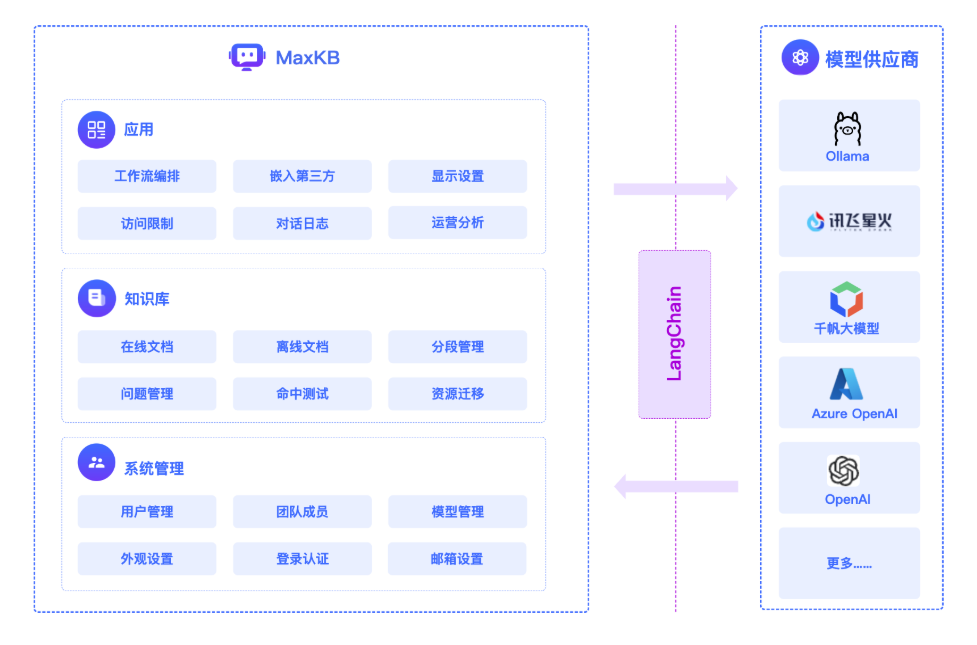 MaxKB
应用
工作流编排
嵌入第三方
显示设置
访问限制
对话日志
运营分析
知识库
在线文档
离线文档
分段管理
问题管理
命中测试
资源迁移
系统管理
用户管理
团队成员
模型管理
外观设置
登录认证
邮箱设置
LangChain
模型供应商
Ollama
讯飞星火
千帆大模型
Azure OpenAI
OpenAI
更多......